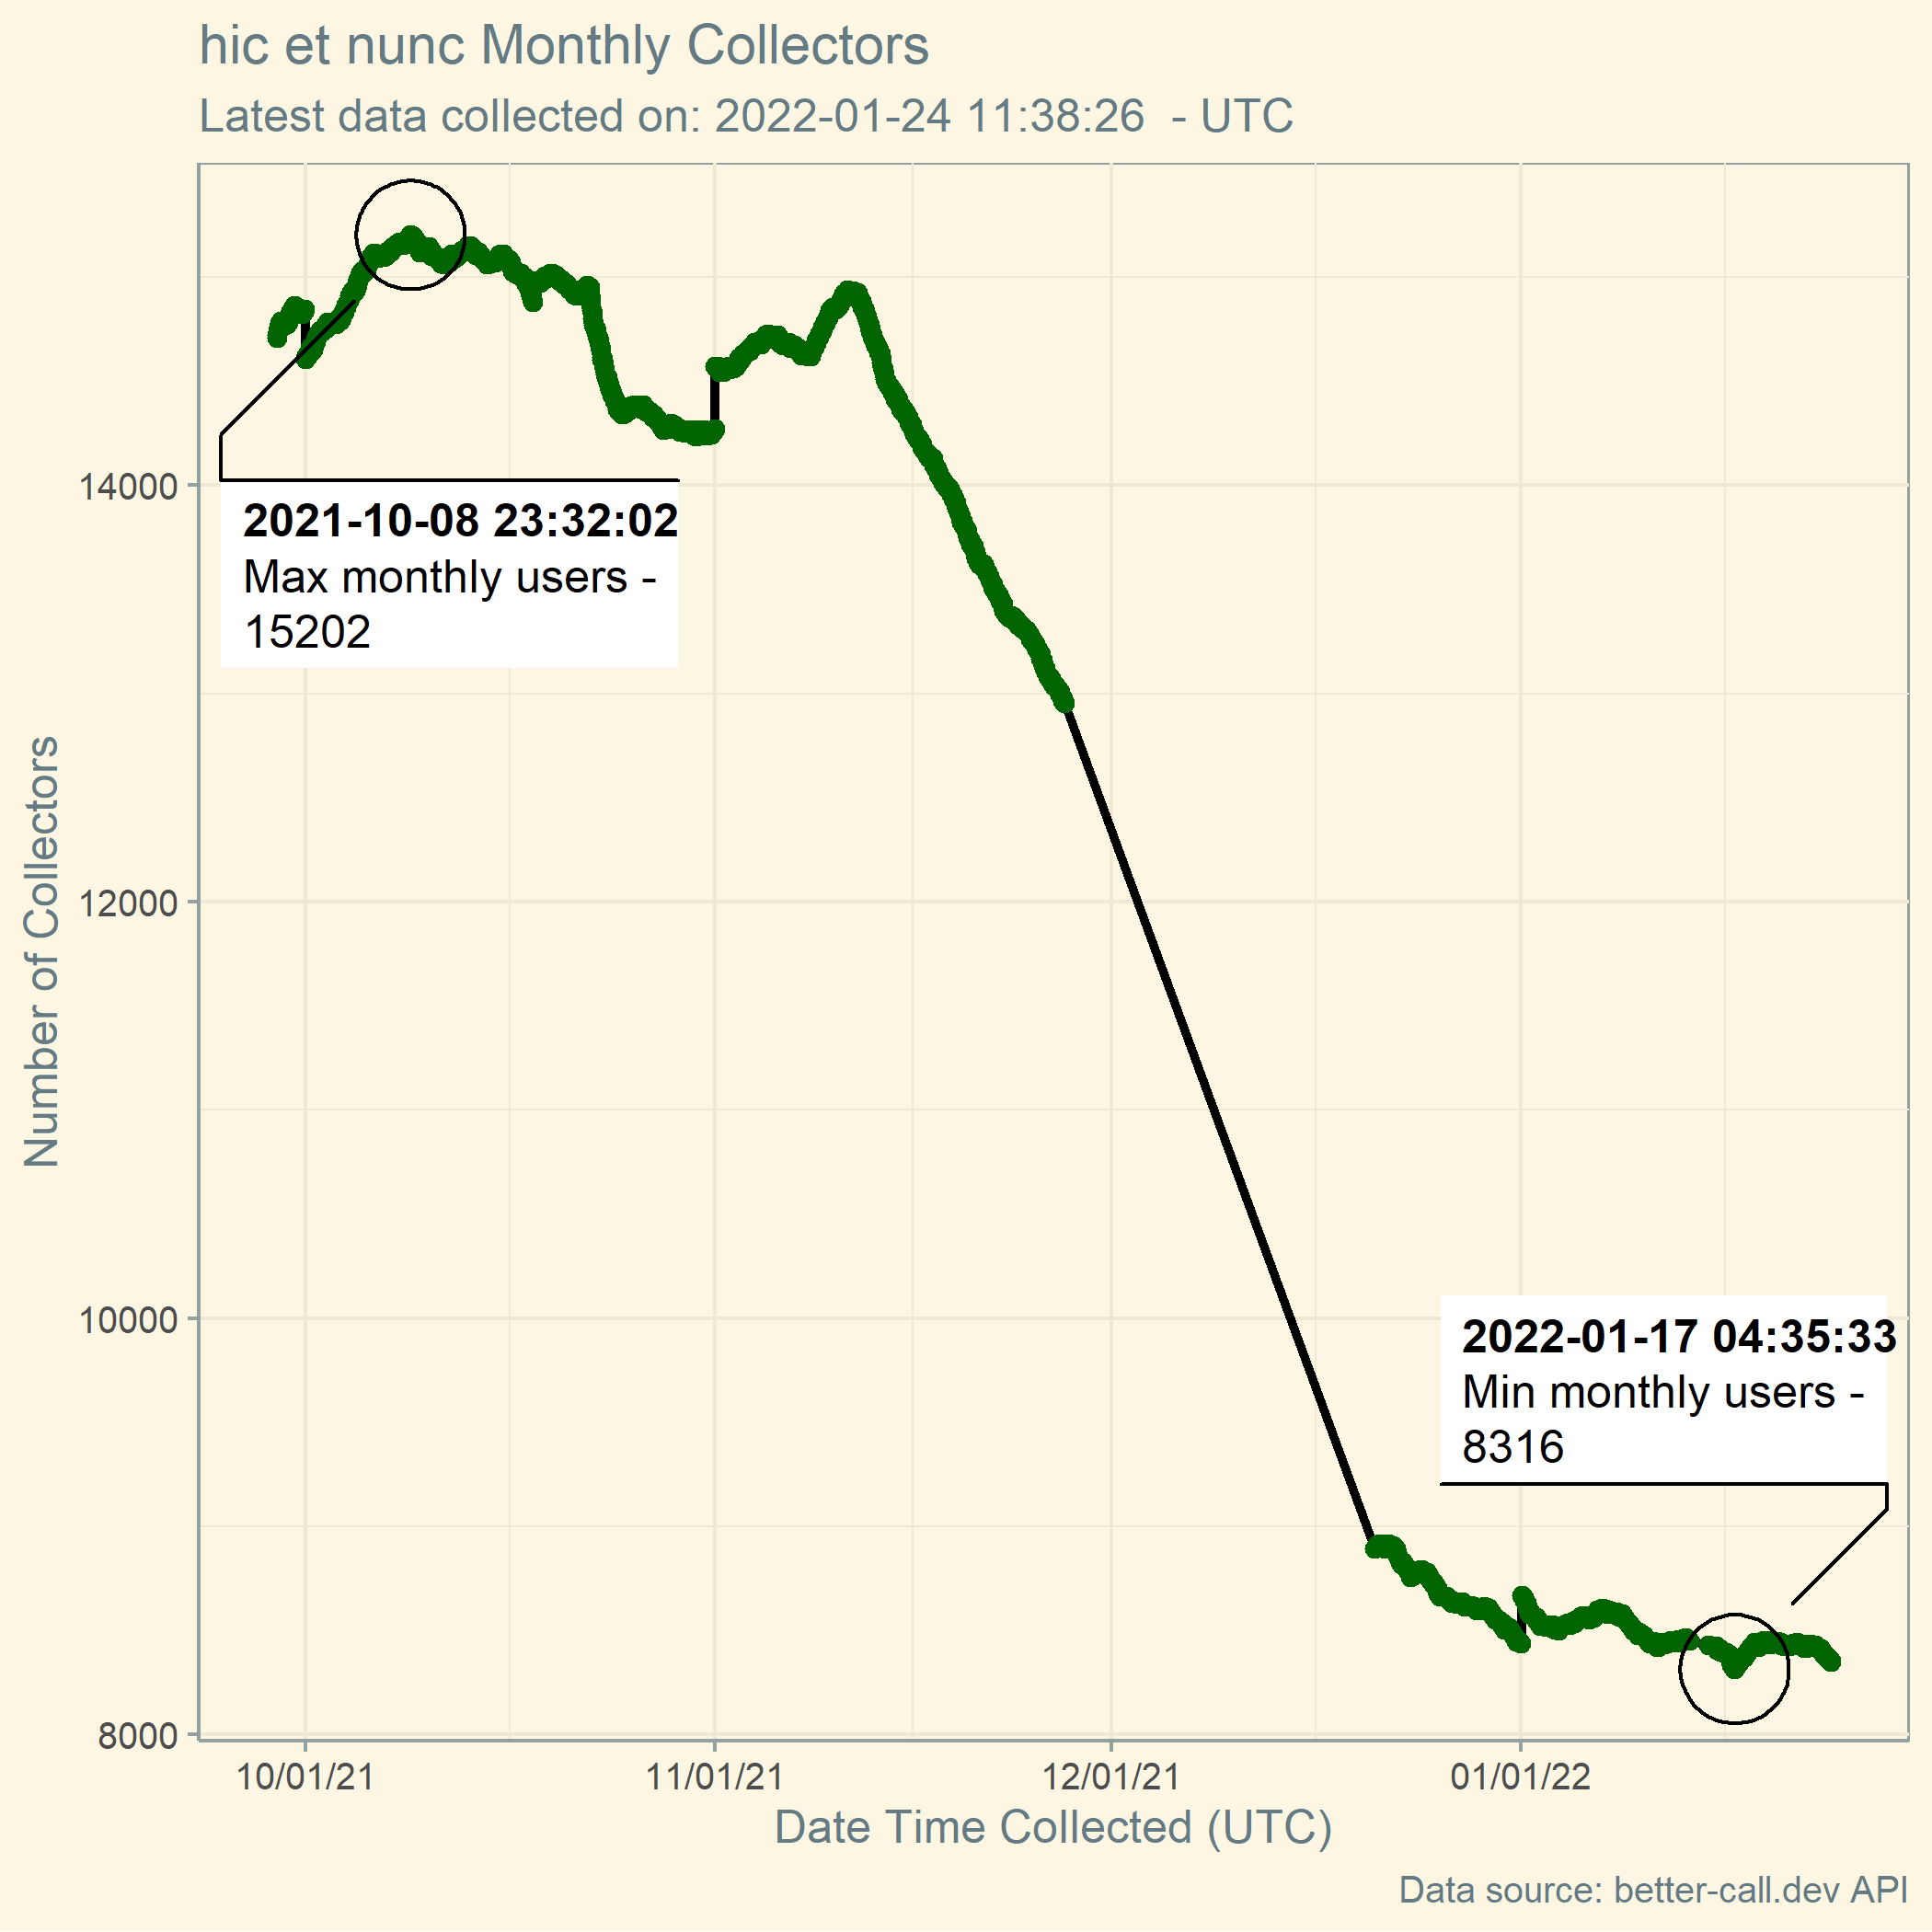 hic et nunc Monthly Collectors
Latest data collected on: 2022-01-24 11:38:26  - UTC
Number of Collectors
14000
12000
10000
8000
2021-10-08 23:32:02
Max monthly users -
15202
2022-01-17 04:35:33
Min monthly users -
8316
10/01/21
11/01/21
12/01/21
01/01/22
Date Time Collected (UTC)
Data source: better-call.dev API